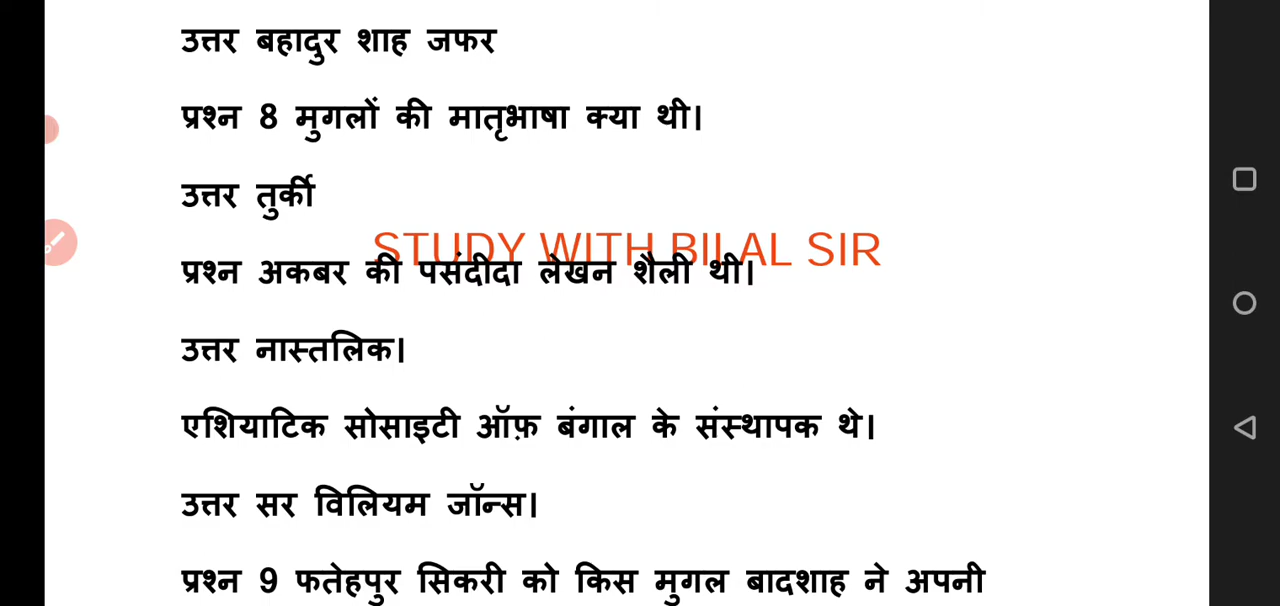 उत्तर बहादुर शाह जफर
प्रश्न 8 मुगलों की मातृभाषा क्या थी।
उत्तर तुर्की
STUDY WITH BILAL SIR
प्रश्न अकबर की पसंदीदा लेखन शैली थी।
उत्तर नास्तलिक।
एशियाटिक सोसाइटी ऑफ़ बंगाल के संस्थापक थे।
उत्तर सर विलियम जॉन्स।
प्रश्न 9 फतेहपुर सिकरी को किस मुगल बादशाह ने अपनी